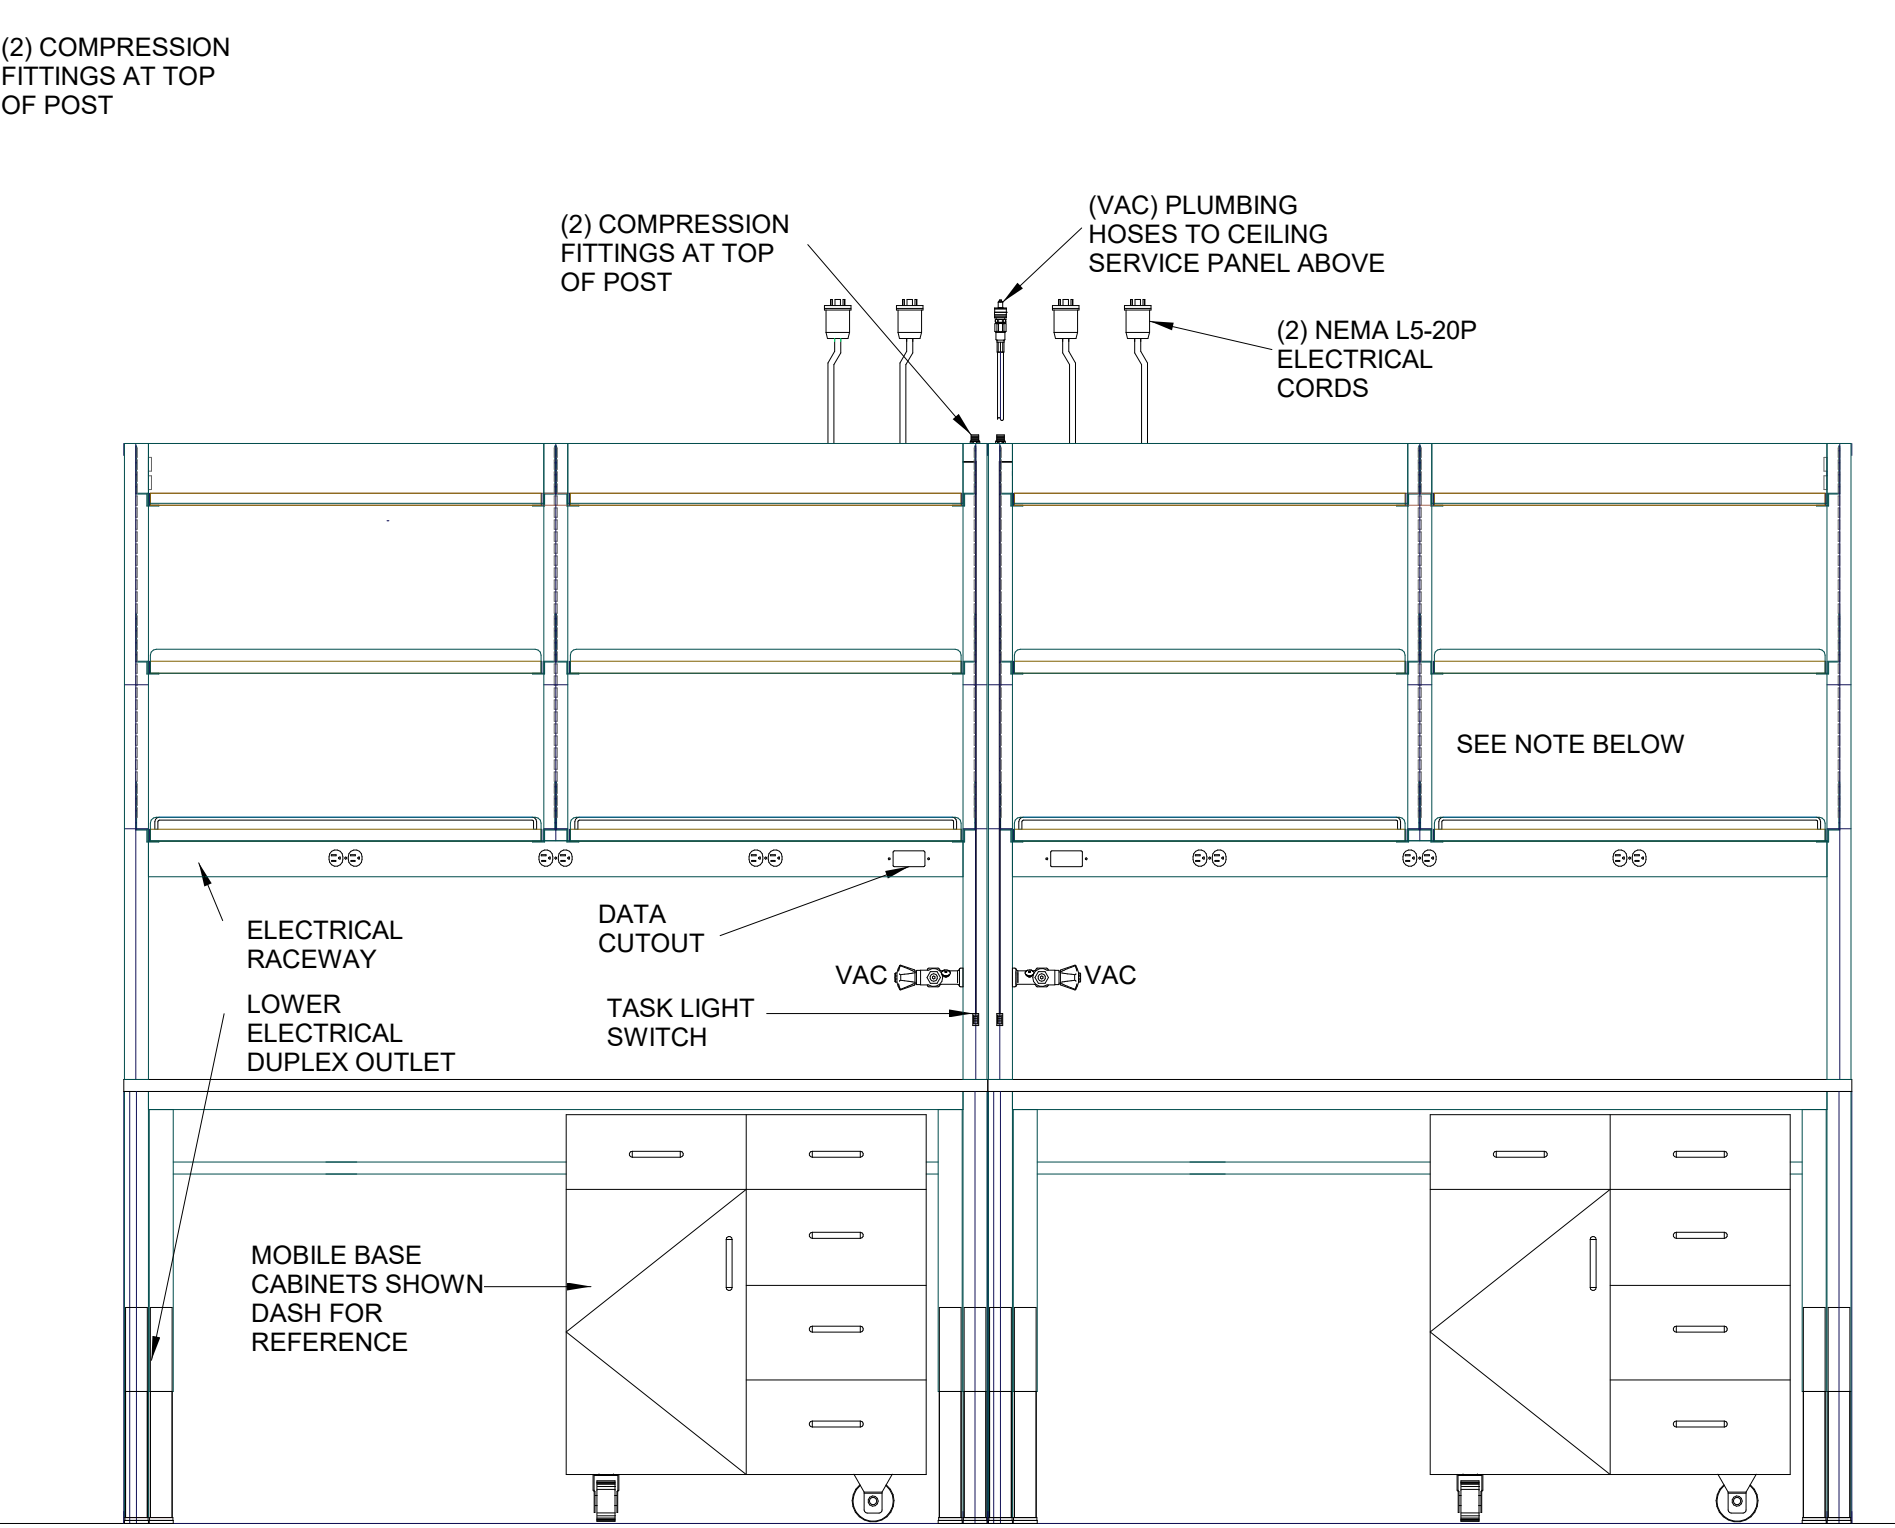 (2) COMPRESSION
FITTINGS AT TOP
OF POST
(2) COMPRESSION
FITTINGS AT TOP
OF POST
(VAC) PLUMBING
HOSES TO CEILING
SERVICE PANEL ABOVE
(2) NEMA L5-20P
ELECTRICAL
CORDS
SEE NOTE BELOW
ELECTRICAL
RACEWAY
DATA
CUTOUT
VAC
VAC
LOWER
ELECTRICAL
DUPLEX OUTLET
TASK LIGHT
SWITCH
MOBILE BASE
CABINETS SHOWN
DASH FOR
REFERENCE